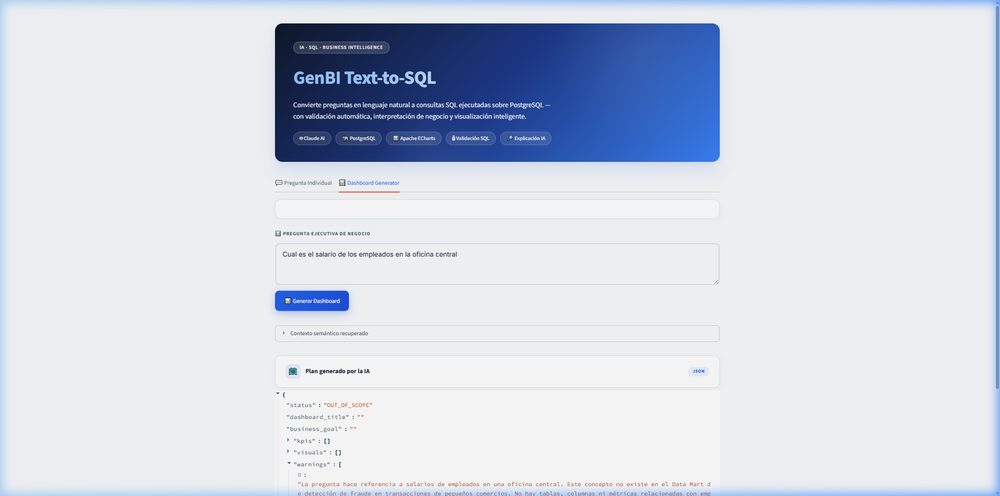 IA · SQL · BUSINESS INTELLIGENCE
GenBI Text-to-SQL
Convierte preguntas en lenguaje natural a consultas SQL ejecutadas sobre PostgreSQL —
con validación automática, interpretación de negocio y visualización inteligente.
Claude AI
PostgreSQL
Apache ECharts
Validación SQL
Explicación IA
Pregunta Individual
Dashboard Generator
PREGUNTA EJECUTIVA DE NEGOCIO
Cual es el salario de los empleados en la oficina central
Generar Dashboard
Contexto semántico recuperado
Plan generado por la IA
JSON
{
"status" : "OUT_OF_SCOPE"
"dashboard_title" : ""
"business_goal" : ""
"kpis" : []
"visuals" : []
"warnings" : [
0 :
"La pregunta hace referencia a salarios de empleados en una oficina central. Este concepto no existe en el Data Mart d
e detección de fraude en transacciones de pequeños comercios. No hay tablas, columnas ni métricas relacionadas con emp